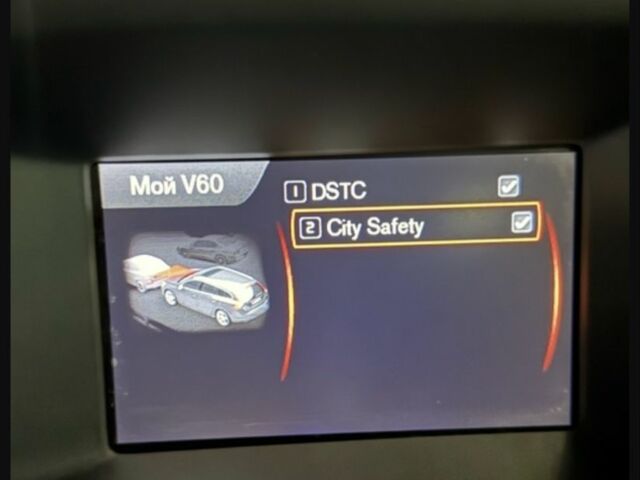 Мой V60
1 DSTC
2 City Safety